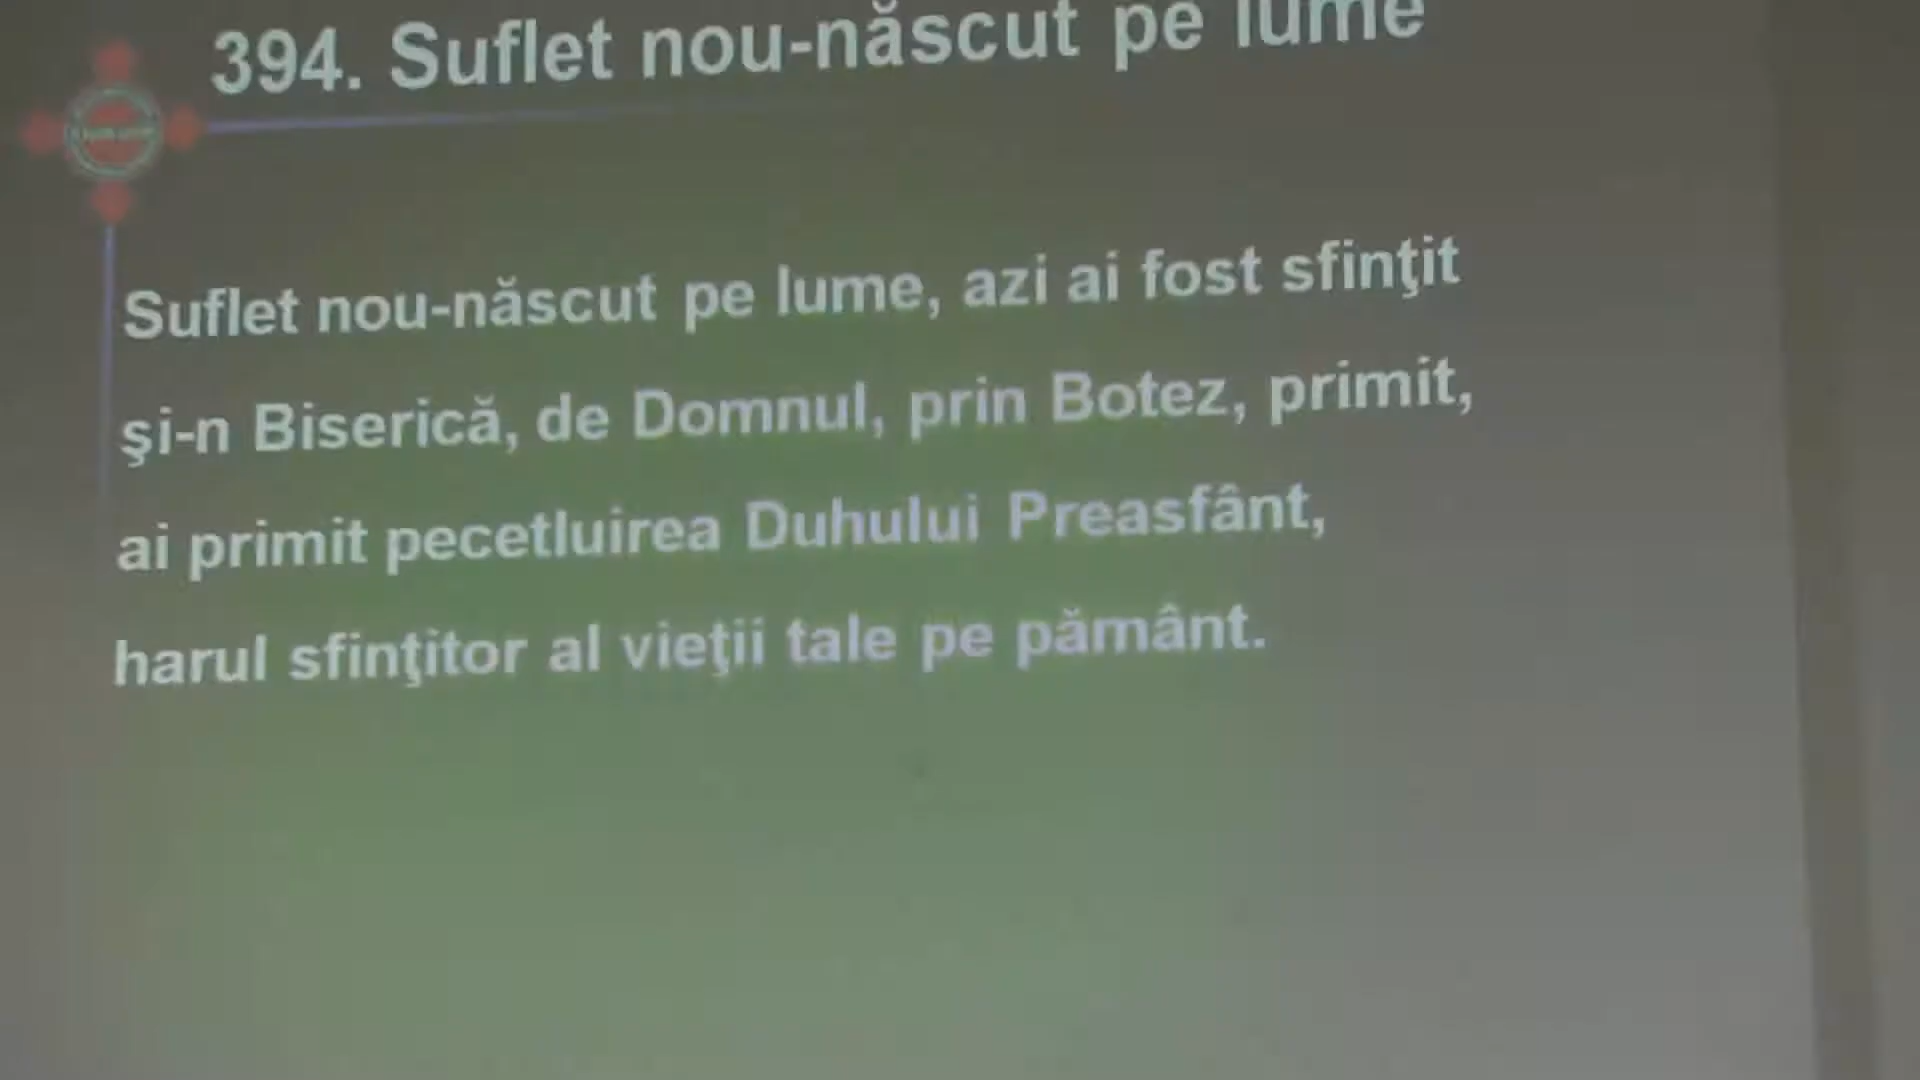 394. Suflet nou-născut pe lume
Suflet nou-născut pe lume, azi ai fost sfinţit
şi-n Biserică, de Domnul, prin Botez, primit,
ai primit pecetluirea Duhului Preasfânt,
harul sfinţitor al vieţii tale pe pământ.